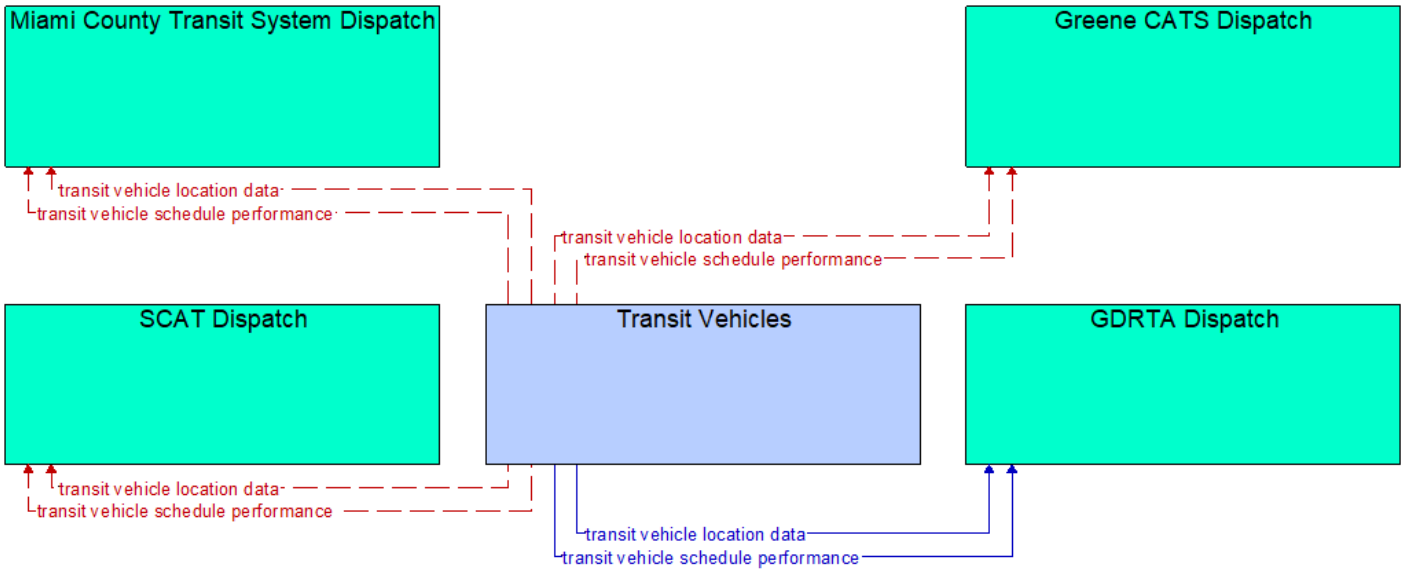 Miami County Transit System Dispatch
Greene CATS Dispatch
transit vehicle location data
transit vehicle schedule performance
transit vehicle location data
transit vehicle schedule performance
SCAT Dispatch
Transit Vehicles
GDRTA Dispatch
transit vehicle location data
transit vehicle schedule performance
transit vehicle location data
transit vehicle schedule performance